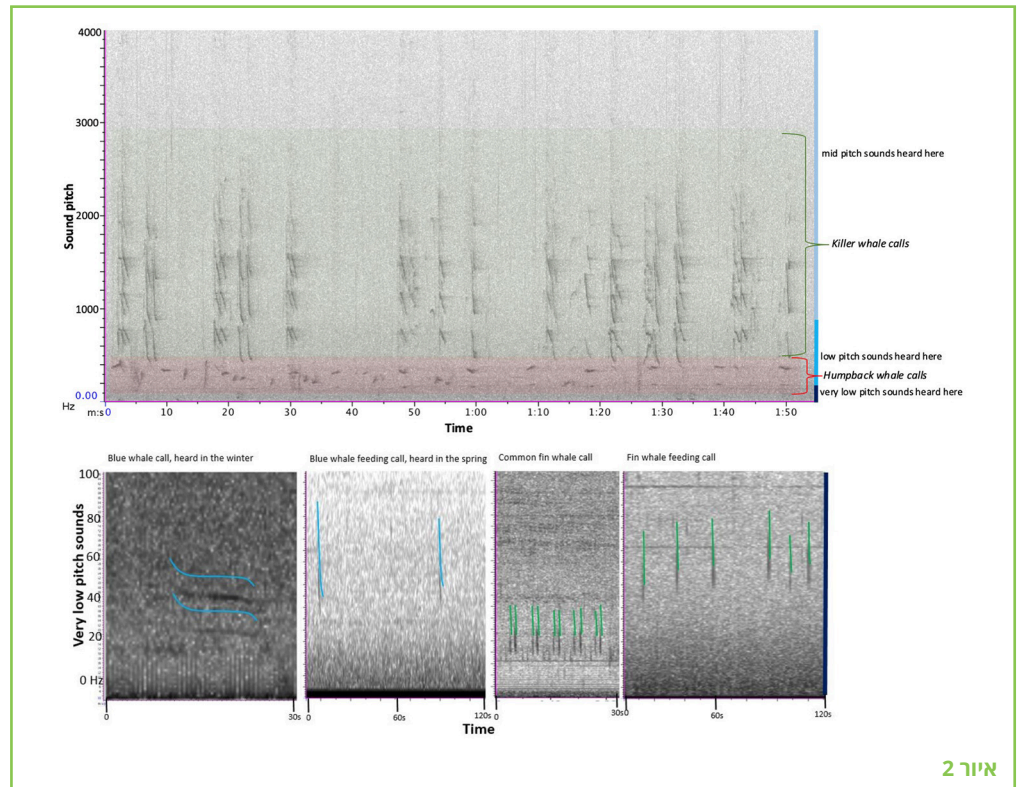 4000
3000
2000
1000
0.00
Hz
Sound pitch
m:s 0 10 20 30 40 50 1:00 1:10 1:20 1:30 1:40 1:50
Time
mid pitch sounds heard here
Killer whale calls
low pitch sounds heard here
Humpback whale calls
very low pitch sounds heard here
Blue whale call, heard in the winter
Blue whale feeding call, heard in the spring
Common fin whale call
Fin whale feeding call
Very low pitch sounds
100
80
60
40
20
0 Hz
0 30s 0 60s 120s 0 30s 0 60s 120s
Time
איור 2